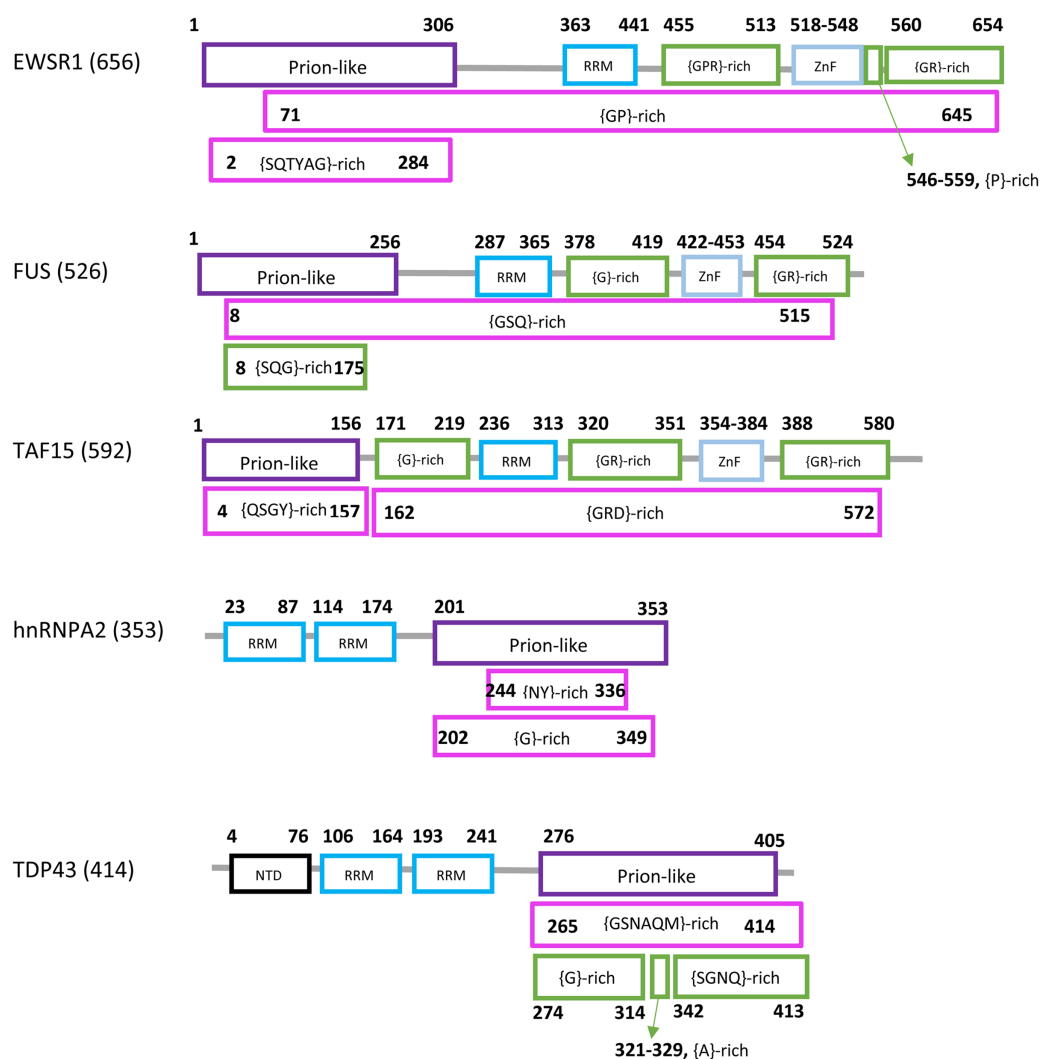 1 306 363 441 455 513 518-548 560 654
EWSR1 (656) Prion-like RRM {GPR}-rich ZnF {GR}-rich
71 {GP}-rich 645
2 {SQTYAG}-rich 284
546-559, {P}-rich
1 256 287 365 378 419 422-453 454 524
FUS (526) Prion-like RRM {G}-rich ZnF {GR}-rich
8 {GSQ}-rich 515
8 {SQG}-rich 175
1 156 171 219 236 313 320 351 354-384 388 580
TAF15 (592) Prion-like {G}-rich RRM {GR}-rich ZnF {GR}-rich
4 {QSGY}-rich 157 162 {GRD}-rich 572
23 87 114 174 201 353
hnRNPA2 (353) RRM RRM Prion-like
244 {NY}-rich 336
202 {G}-rich 349
4 76 106 164 193 241 276 405
TDP43 (414) NTD RRM RRM Prion-like
265 {GSNAQM}-rich 414
{G}-rich {SGNQ}-rich
274 314 342 413
321-329, {A}-rich